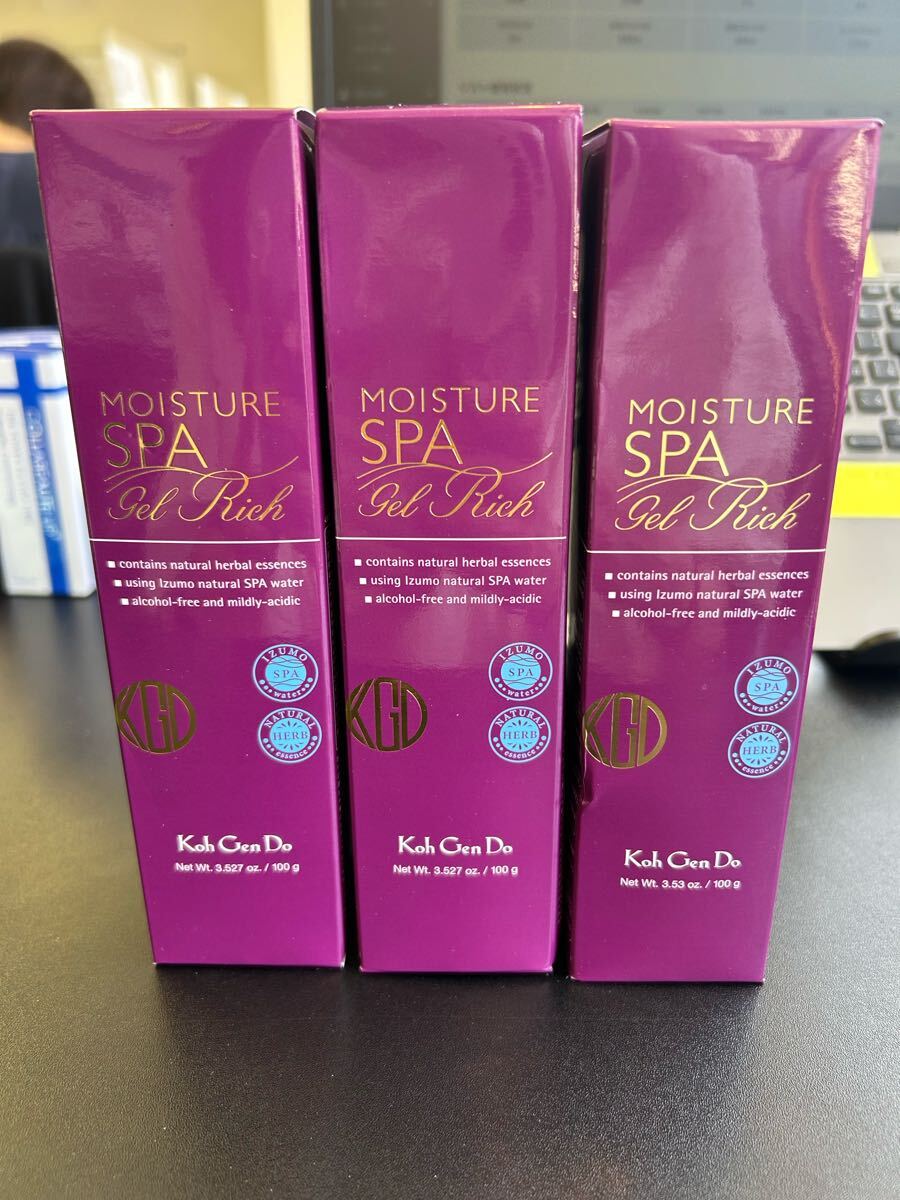 MOISTURE
SPA
Gel Rich
contains natural herbal essences
using Izumo natural SPA water
alcohol-free and mildly-acidic
IZUMO
SPA
water
KGD
NATURAL
HERB
essence
Koh Gen Do
Net Wt. 3.527 oz. / 100 g
MOISTURE
SPA
Gel Rich
contains natural herbal essences
using Izumo natural SPA water
alcohol-free and mildly-acidic
IZUMO
SPA
water
KGD
NATURAL
HERB
essence
Koh Gen Do
Net Wt. 3.527 oz. / 100 g
MOISTURE
SPA
Gel Rich
contains natural herbal essences
using Izumo natural SPA water
alcohol-free and mildly-acidic
IZUMO
SPA
water
KGD
NATURAL
HERB
essence
Koh Gen Do
Net Wt. 3.53 oz. / 100 g